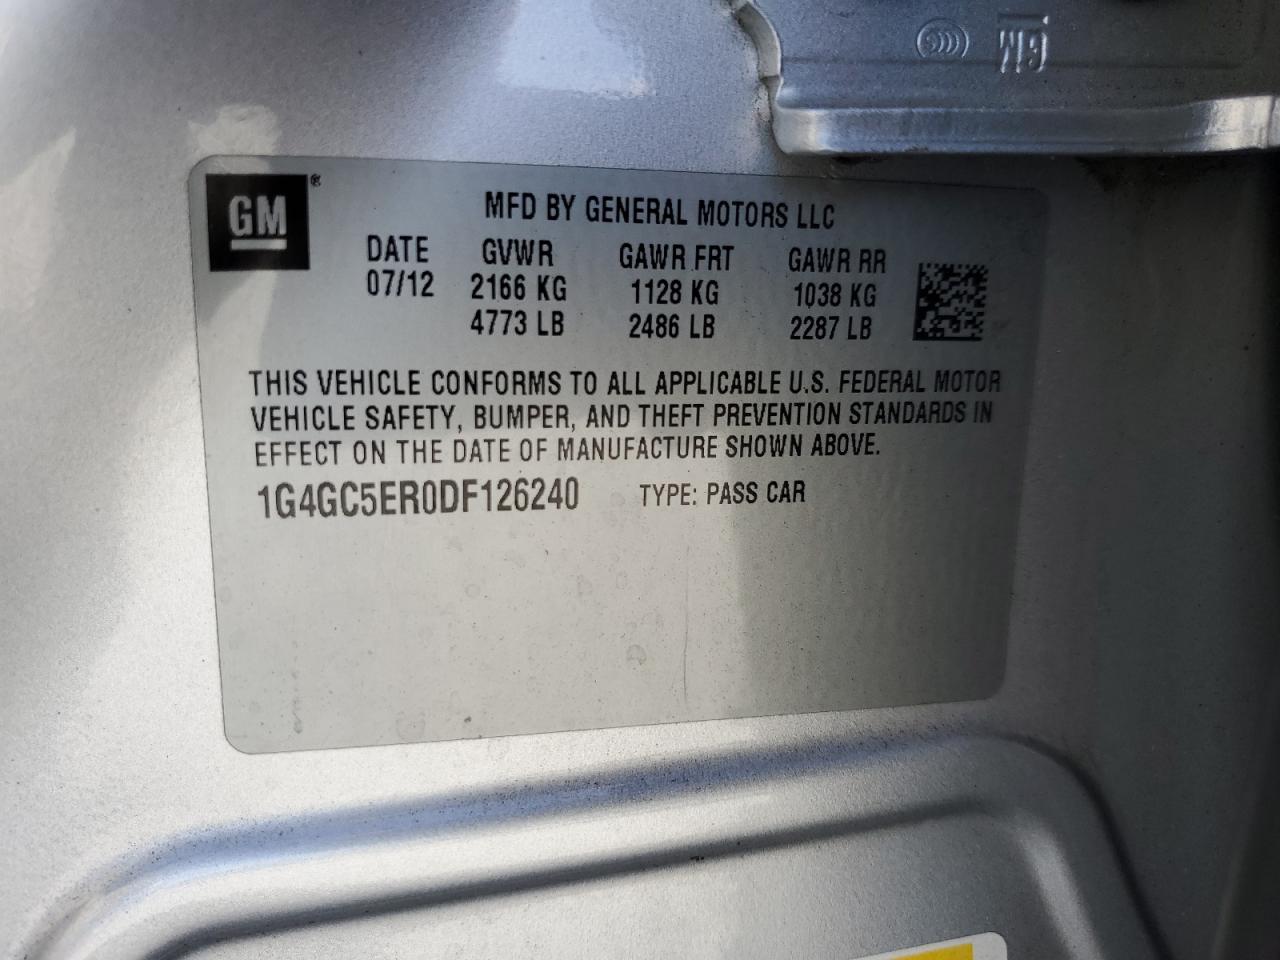 GM®
MFD BY GENERAL MOTORS LLC
DATE GVWR GAWR FRT GAWR RR
07/12 2166 KG 1128 KG 1038 KG
4773 LB 2486 LB 2287 LB
THIS VEHICLE CONFORMS TO ALL APPLICABLE U.S. FEDERAL MOTOR
VEHICLE SAFETY, BUMPER, AND THEFT PREVENTION STANDARDS IN
EFFECT ON THE DATE OF MANUFACTURE SHOWN ABOVE.
1G4GC5ER0DF126240 TYPE: PASS CAR